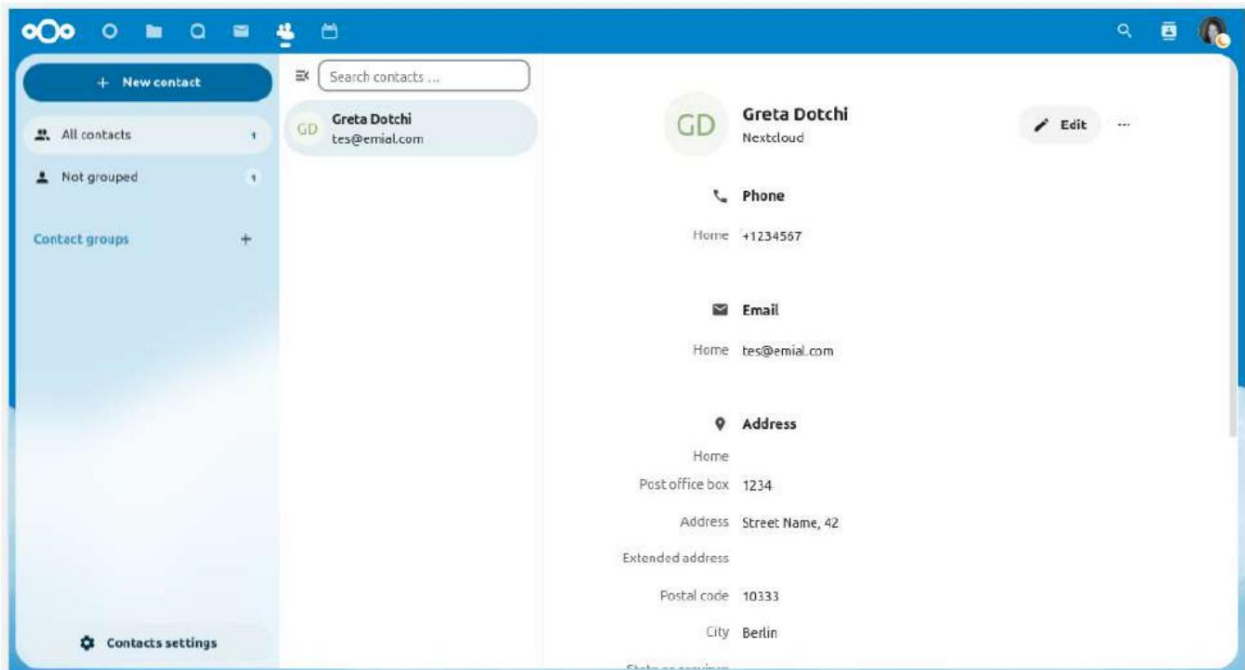 + New contact
All contacts 1
Not grouped 1
Contact groups +
Contacts settings
Search contacts ...
GD
Greta Dotchi
tes@emial.com
GD
Greta Dotchi
Nextcloud
Edit ...
Phone
Home +1234567
Email
Home tes@emial.com
Address
Home
Post office box 1234
Address Street Name, 42
Extended address
Postal code 10333
City Berlin